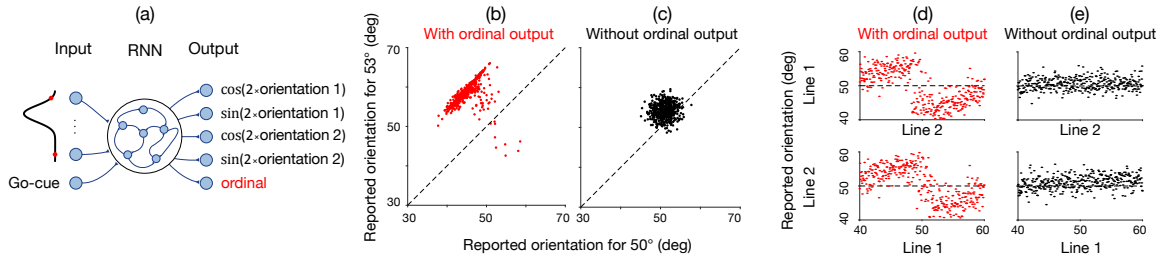 (a)
Input RNN Output
cos(2×orientation 1)
sin(2×orientation 1)
cos(2×orientation 2)
sin(2×orientation 2)
Go-cue
ordinal
(b)
(c)
With ordinal output
Without ordinal output
Reported orientation for 53° (deg)
70
50
30
30
50
70
30
50
70
Reported orientation for 50° (deg)
(d)
(e)
With ordinal output
Without ordinal output
Reported orientation (deg)
Line 1
60
50
40
Line 2
Line 2
Line 2
60
50
40
40
50
60
40
50
60
Line 1
Line 1